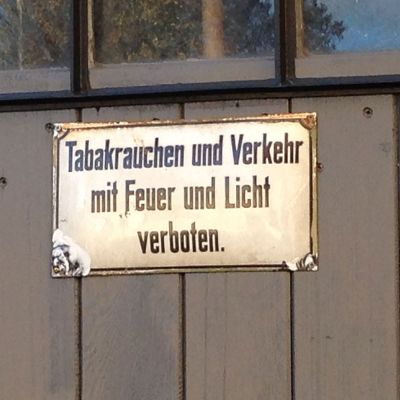 Tabakrauchen und Verkehr
mit Feuer und Licht
verboten.